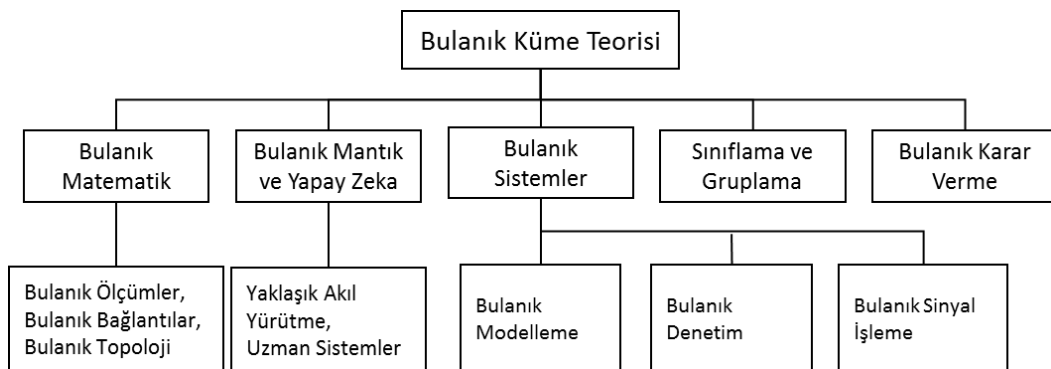 Bulanık Küme Teorisi
Bulanık
Matematik
Bulanık Mantık
ve Yapay Zeka
Bulanık
Sistemler
Sınıflama ve
Gruplama
Bulanık Karar
Verme
Bulanık Ölçümler,
Bulanık Bağlantılar,
Bulanık Topoloji
Yaklaşık Akıl
Yürütme,
Uzman Sistemler
Bulanık
Modelleme
Bulanık
Denetim
Bulanık Sinyal
İşleme